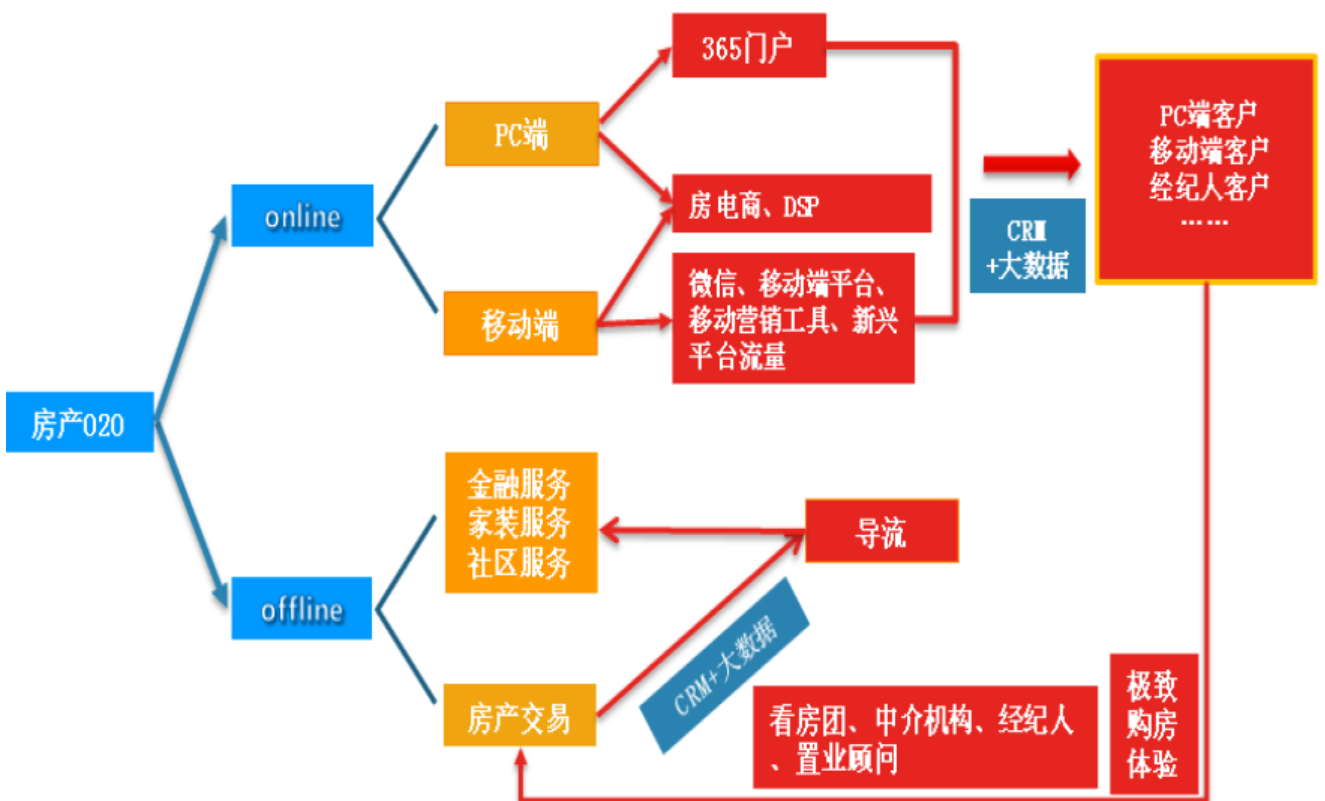 365门户
PC端
PC端客户
移动端客户
经纪人客户
……
online
房电商、DSP
CRM
+大数据
微信、移动端平台、
移动营销工具、新兴
平台流量
移动端
房产O2O
金融服务
家装服务
社区服务
导流
offline
CRM+大数据
房产交易
看房团、中介机构、经纪人
、置业顾问
极致
购房
体验